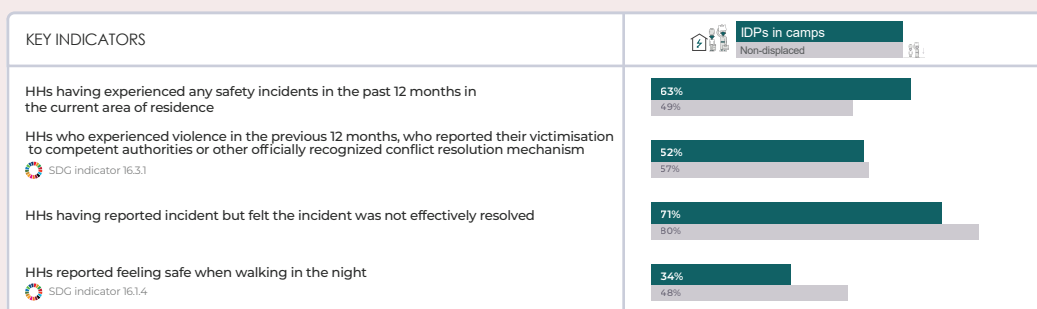 KEY INDICATORS
IDPs in camps
Non-displaced
HHs having experienced any safety incidents in the past 12 months in
the current area of residence
63%
49%
HHs who experienced violence in the previous 12 months, who reported their victimisation
to competent authorities or other officially recognized conflict resolution mechanism
SDG indicator 16.3.1
52%
57%
HHs having reported incident but felt the incident was not effectively resolved
71%
80%
HHs reported feeling safe when walking in the night
SDG indicator 16.1.4
34%
48%